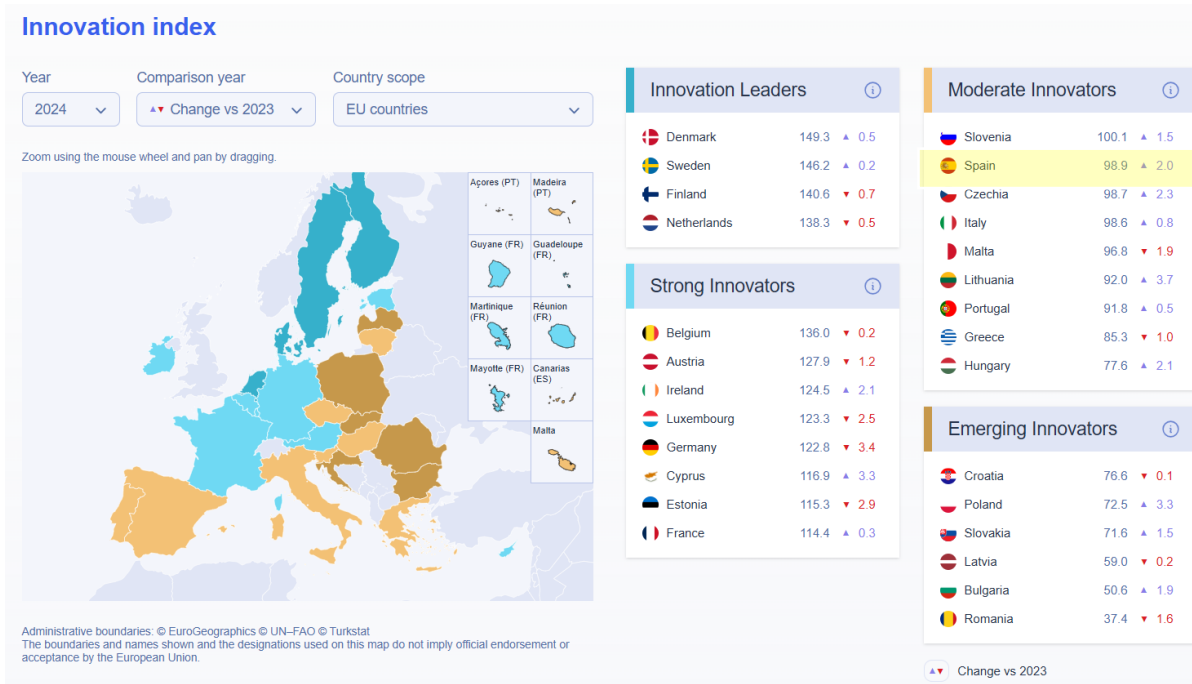 Innovation index
Year
Comparison year
Country scope
2024
▲▼ Change vs 2023
EU countries
Zoom using the mouse wheel and pan by dragging.
Açores (PT)
Madeira
(PT)
Guyane (FR)
Guadeloupe
(FR)
Martinique
(FR)
Réunion
(FR)
Mayotte (FR)
Canarias
(ES)
Malta
Administrative boundaries: © EuroGeographics © UN–FAO © Turkstat
The boundaries and names shown and the designations used on this map do not imply official endorsement or
acceptance by the European Union.
Innovation Leaders
Denmark 149.3 ▲ 0.5
Sweden 146.2 ▲ 0.2
Finland 140.6 ▼ 0.7
Netherlands 138.3 ▼ 0.5
Strong Innovators
Belgium 136.0 ▼ 0.2
Austria 127.9 ▼ 1.2
Ireland 124.5 ▲ 2.1
Luxembourg 123.3 ▼ 2.5
Germany 122.8 ▼ 3.4
Cyprus 116.9 ▲ 3.3
Estonia 115.3 ▼ 2.9
France 114.4 ▲ 0.3
Moderate Innovators
Slovenia 100.1 ▲ 1.5
Spain 98.9 ▲ 2.0
Czechia 98.7 ▲ 2.3
Italy 98.6 ▲ 0.8
Malta 96.8 ▼ 1.9
Lithuania 92.0 ▲ 3.7
Portugal 91.8 ▲ 0.5
Greece 85.3 ▼ 1.0
Hungary 77.6 ▲ 2.1
Emerging Innovators
Croatia 76.6 ▼ 0.1
Poland 72.5 ▲ 3.3
Slovakia 71.6 ▲ 1.5
Latvia 59.0 ▼ 0.2
Bulgaria 50.6 ▲ 1.9
Romania 37.4 ▼ 1.6
▲▼ Change vs 2023